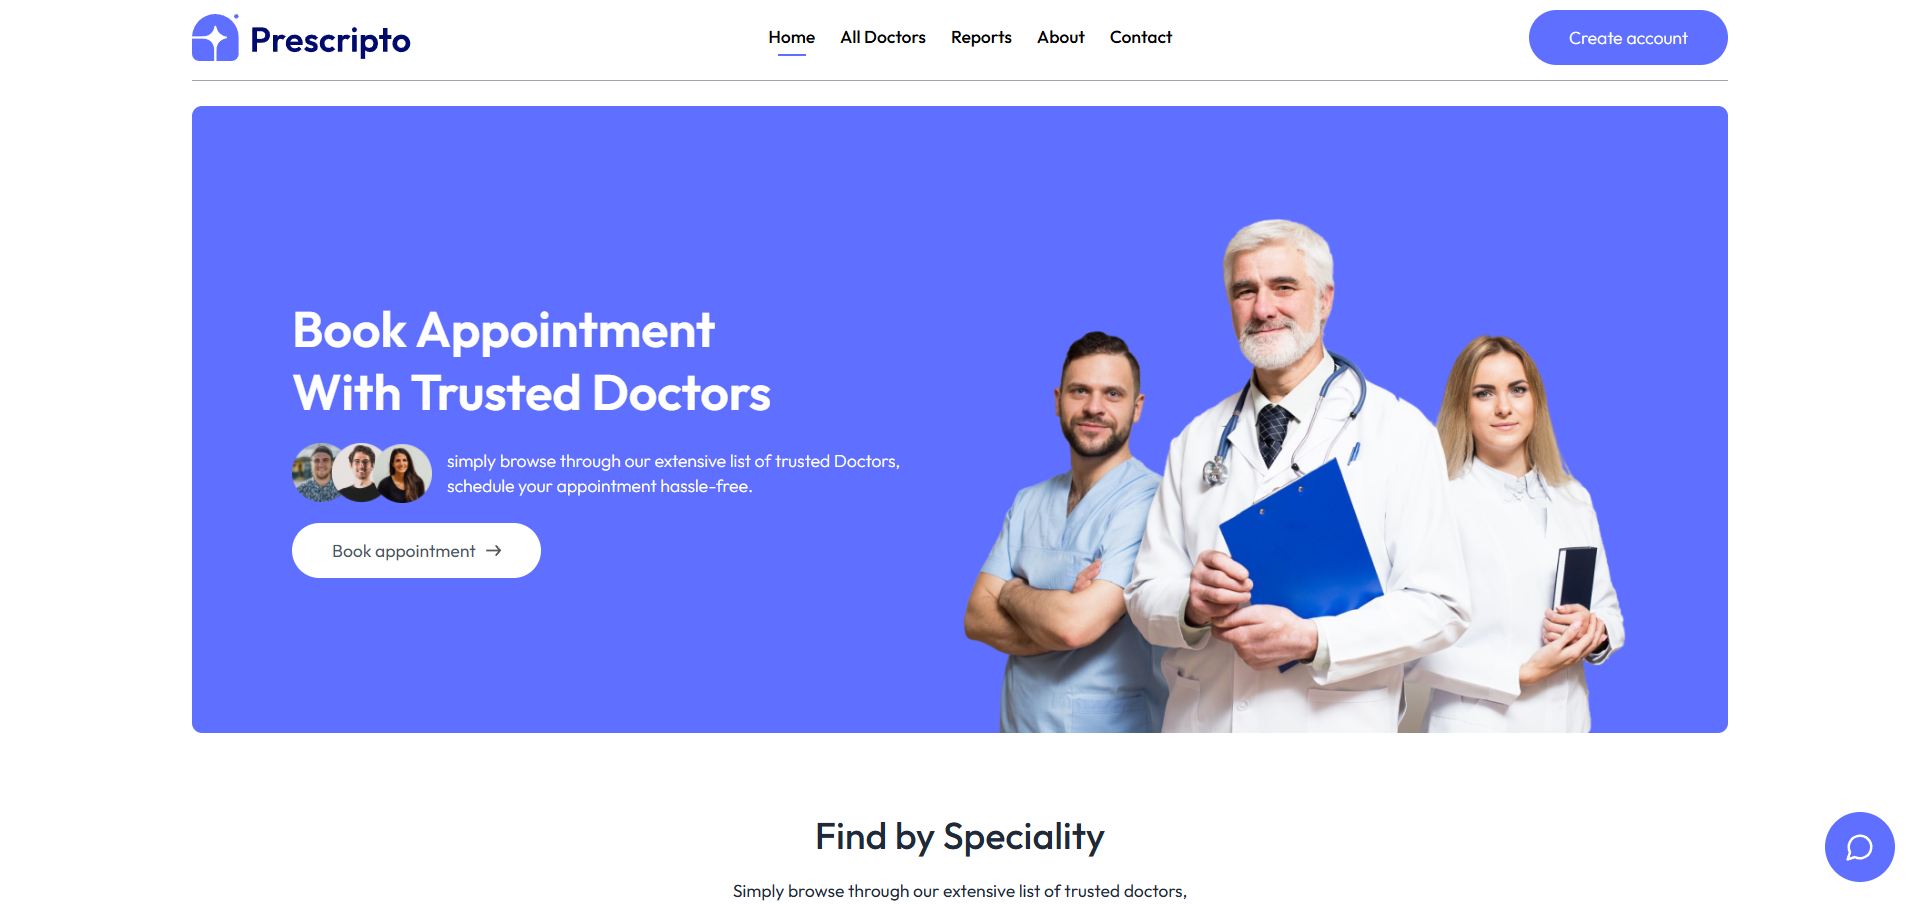 Prescripto
Home
All Doctors
Reports
About
Contact
Create account
Book Appointment
With Trusted Doctors
simply browse through our extensive list of trusted Doctors,
schedule your appointment hassle-free.
Book appointment
Find by Speciality
Simply browse through our extensive list of trusted doctors,